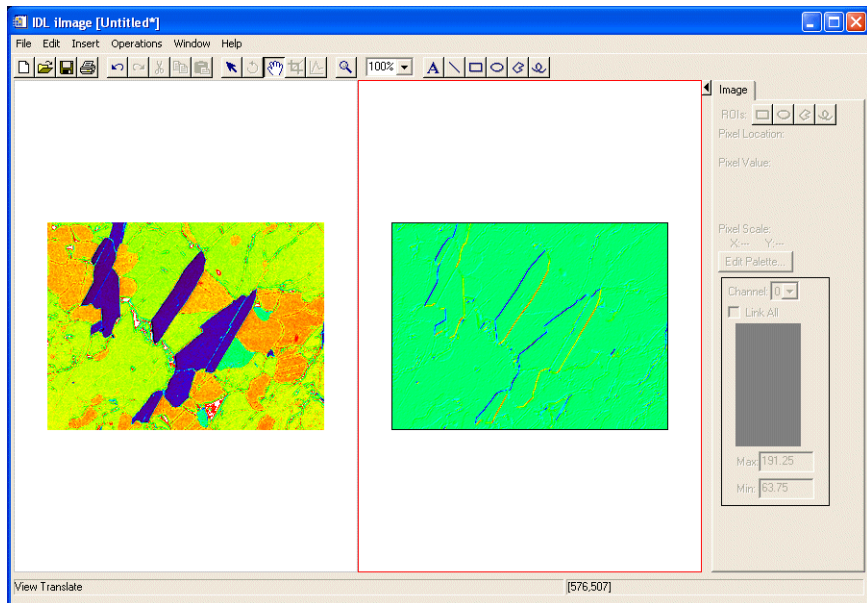 IDL iImage [Untitled*]
File Edit Insert Operations Window Help
100%
A
Image
ROIs:
Pixel Location:
Pixel Value:
Pixel Scale:
X:--- Y:---
Edit Palette...
Channel: 0
Link All
Max: 191.25
Min: 63.75
View Translate [576,507]